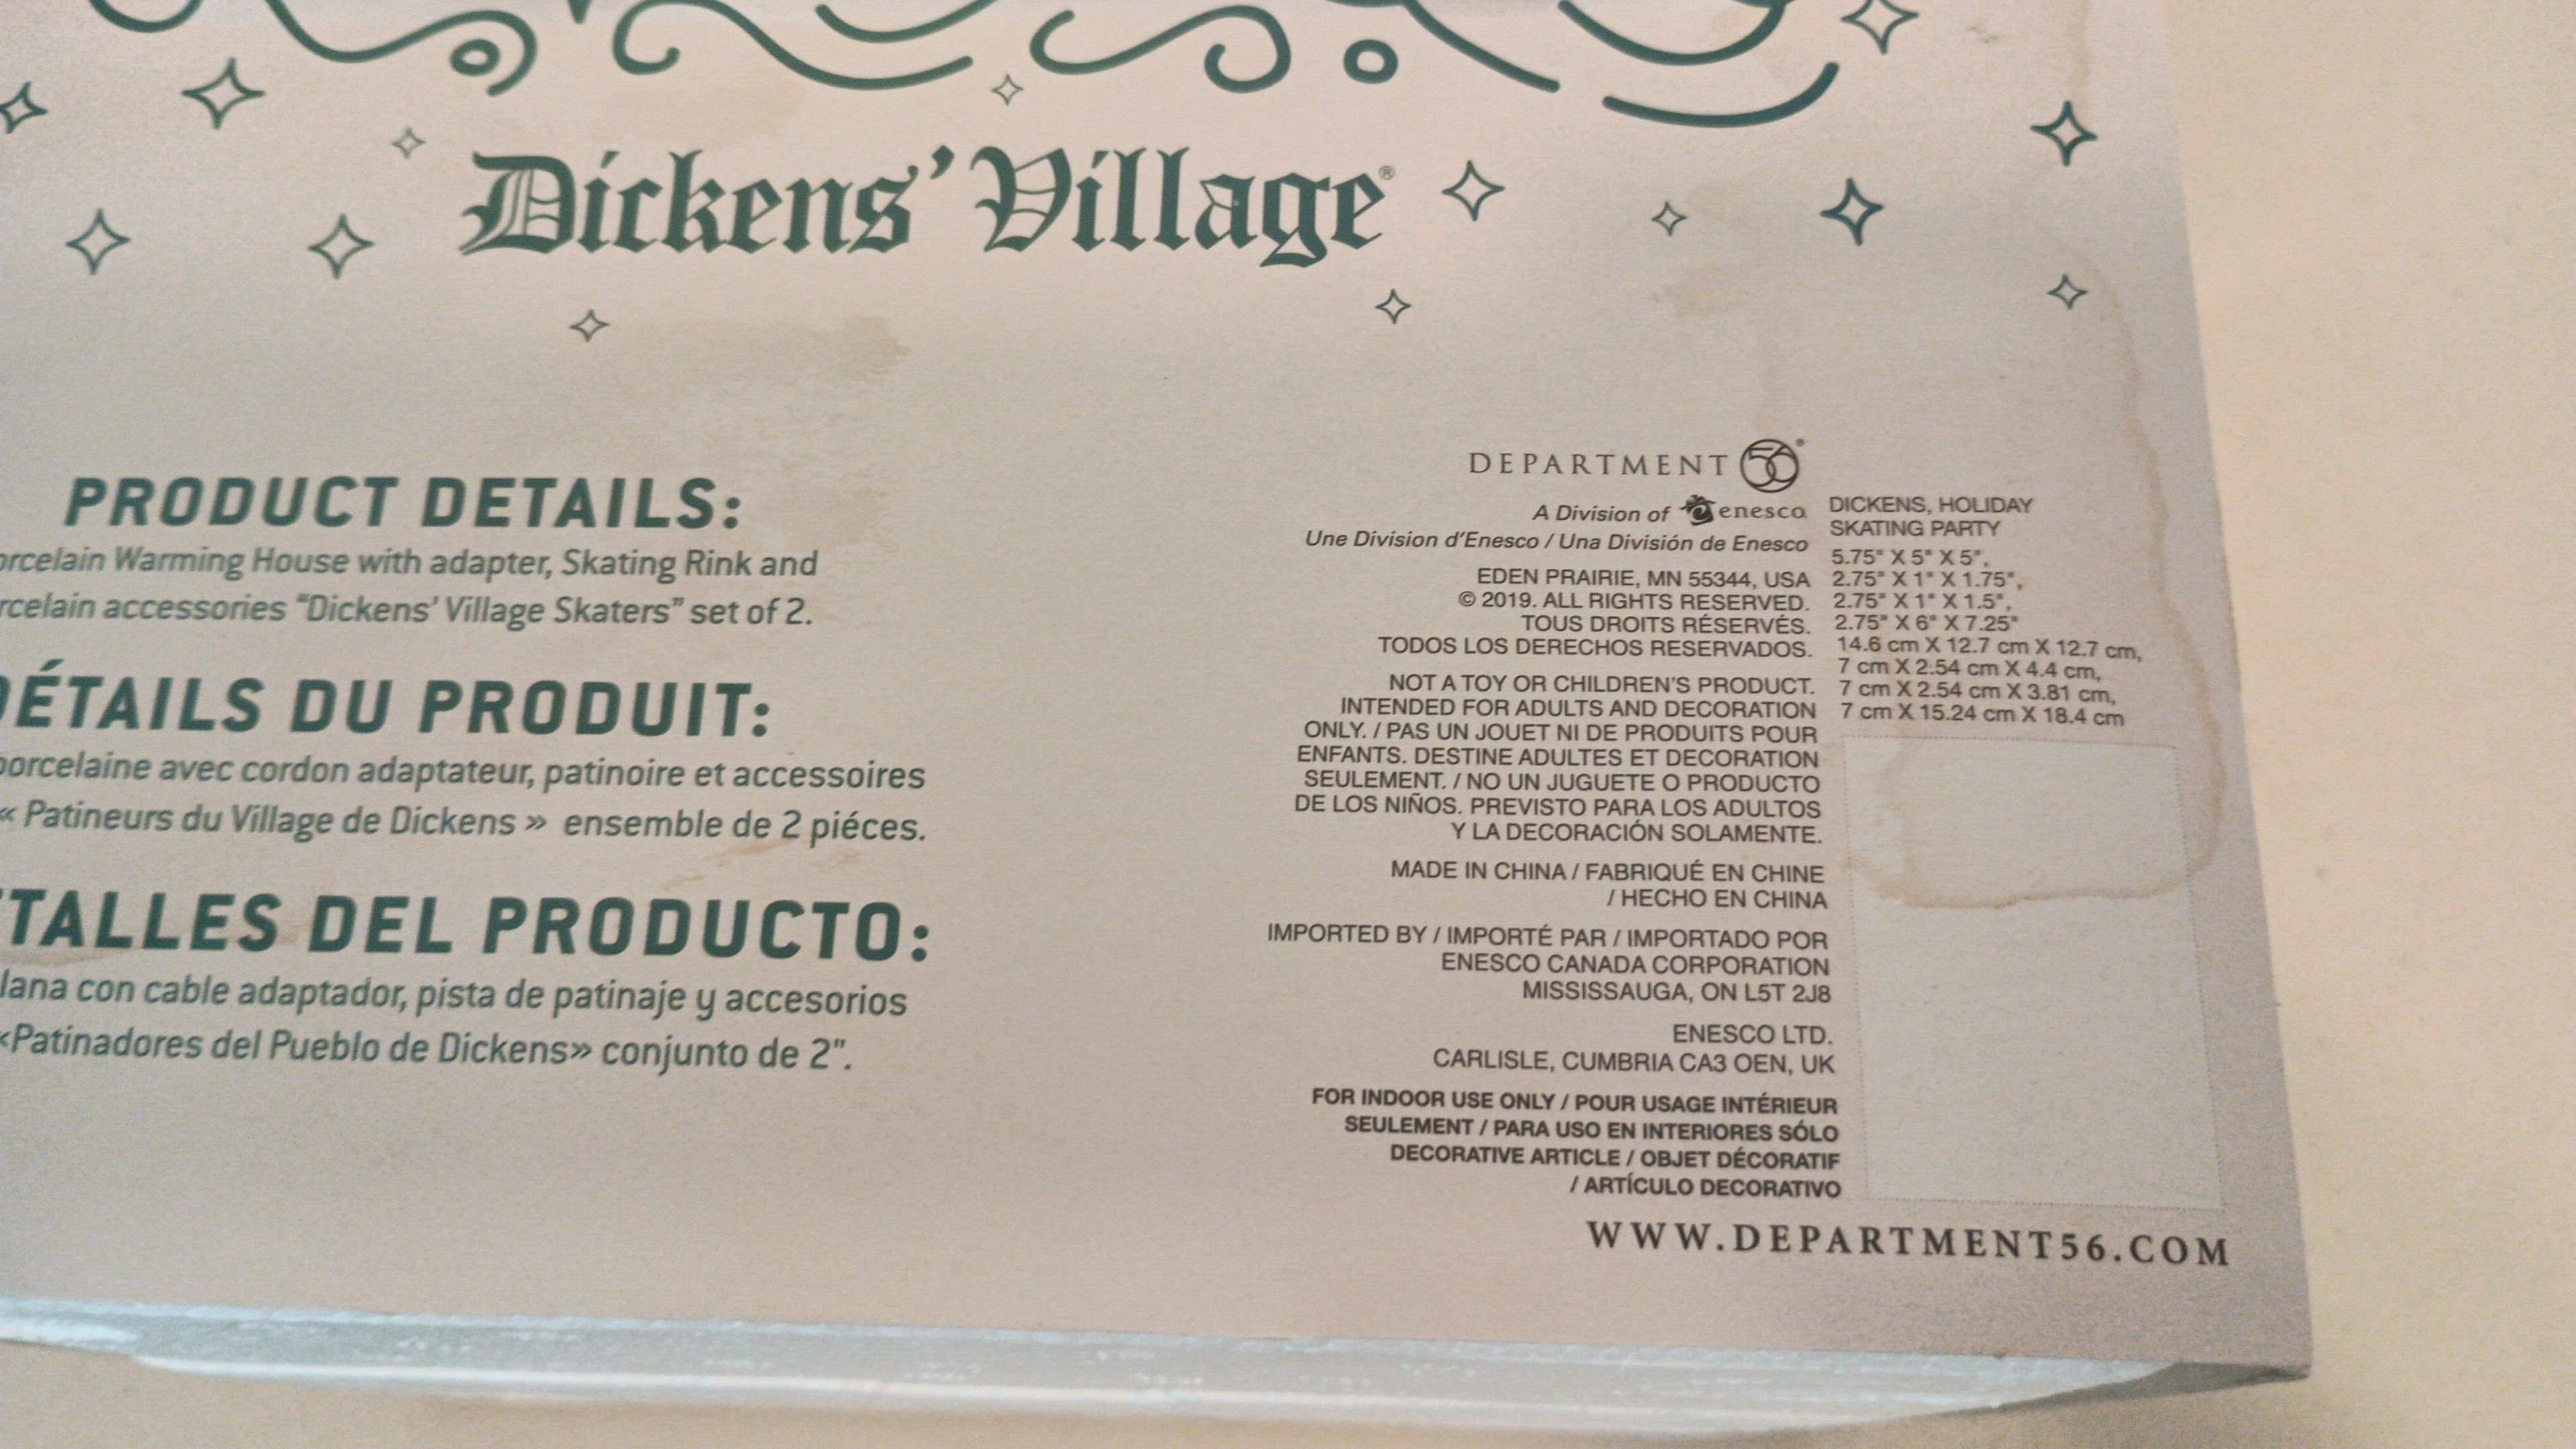 Dickens' Village®
PRODUCT DETAILS:
Warming House with adapter, Skating Rink and
accessories "Dickens' Village Skaters" set of 2.
DU PRODUIT:
avec cordon adaptateur, patinoire et accessoires
« Patineurs du Village de Dickens » ensemble de 2 piéces.
DEL PRODUCTO:
con cable adaptador, pista de patinaje y accesorios
«Patinadores del Pueblo de Dickens» conjunto de 2".
DEPARTMENT 56®
A Division of enesco.
Une Division d'Enesco / Una División de Enesco
EDEN PRAIRIE, MN 55344, USA
© 2019. ALL RIGHTS RESERVED.
TOUS DROITS RÉSERVÉS.
TODOS LOS DERECHOS RESERVADOS.
NOT A TOY OR CHILDREN'S PRODUCT.
INTENDED FOR ADULTS AND DECORATION
ONLY. / PAS UN JOUET NI DE PRODUITS POUR
ENFANTS. DESTINE ADULTES ET DECORATION
SEULEMENT. / NO UN JUGUETE O PRODUCTO
DE LOS NIÑOS. PREVISTO PARA LOS ADULTOS
Y LA DECORACIÓN SOLAMENTE.
MADE IN CHINA / FABRIQUÉ EN CHINE
/ HECHO EN CHINA
IMPORTED BY / IMPORTÉ PAR / IMPORTADO POR
ENESCO CANADA CORPORATION
MISSISSAUGA, ON L5T 2J8
ENESCO LTD.
CARLISLE, CUMBRIA CA3 OEN, UK
FOR INDOOR USE ONLY / POUR USAGE INTÉRIEUR
SEULEMENT / PARA USO EN INTERIORES SÓLO
DECORATIVE ARTICLE / OBJET DÉCORATIF
/ ARTÍCULO DECORATIVO
DICKENS, HOLIDAY
SKATING PARTY
5.75" X 5" X 5",
2.75" X 1" X 1.75",
2.75" X 1" X 1.5",
2.75" X 6" X 7.25"
14.6 cm X 12.7 cm X 12.7 cm,
7 cm X 2.54 cm X 4.4 cm,
7 cm X 2.54 cm X 3.81 cm,
7 cm X 15.24 cm X 18.4 cm
WWW.DEPARTMENT56.COM